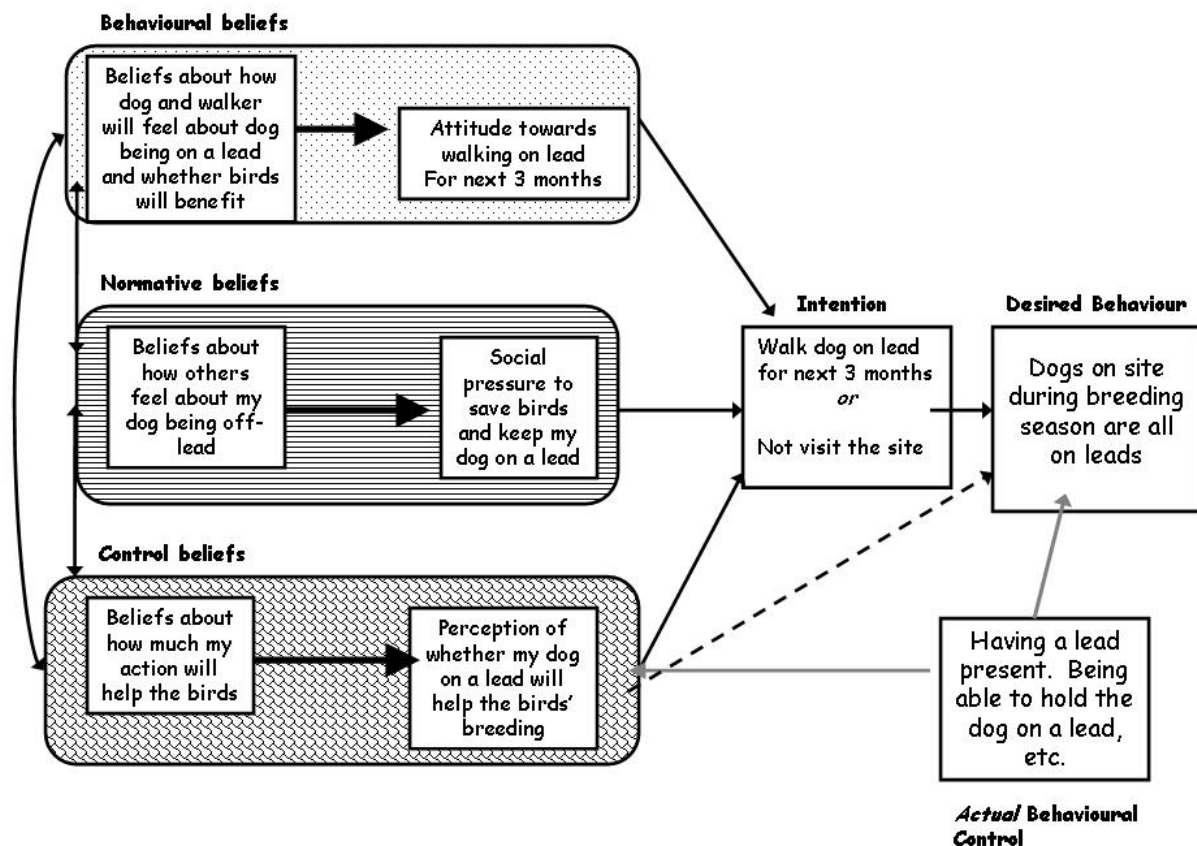 Behavioural beliefs
Beliefs about how
dog and walker
will feel about dog
being on a lead
and whether birds
will benefit
Attitude towards
walking on lead
For next 3 months
Normative beliefs
Beliefs about
how others
feel about my
dog being off-
lead
Social
pressure to
save birds
and keep my
dog on a lead
Intention
Walk dog on lead
for next 3 months
or
Not visit the site
Desired Behaviour
Dogs on site
during breeding
season are all
on leads
Control beliefs
Beliefs about
how much my
action will
help the birds
Perception of
whether my dog
on a lead will
help the birds’
breeding
Having a lead
present. Being
able to hold the
dog on a lead,
etc.
Actual Behavioural
Control